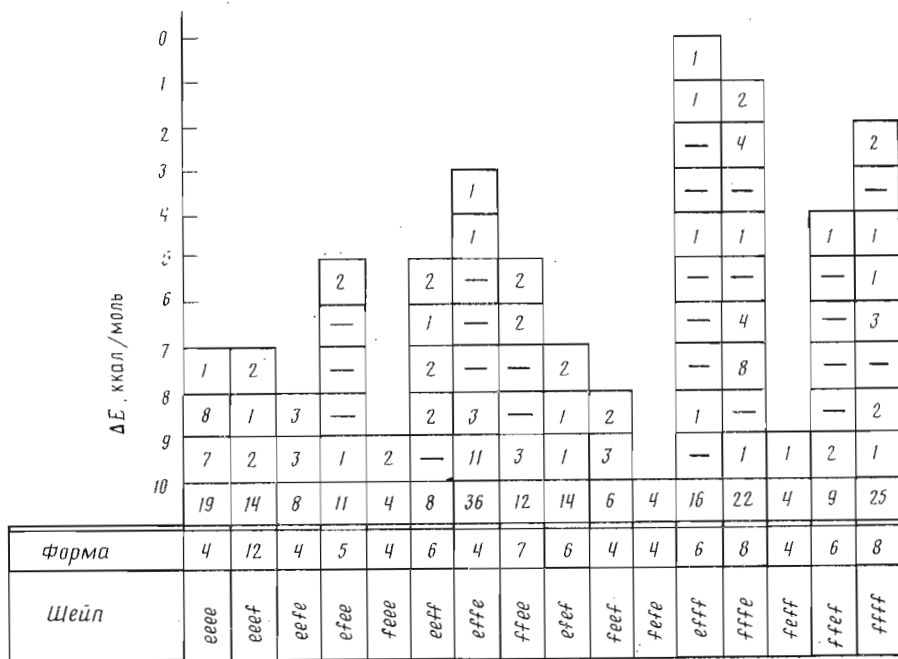 ΔE, ккал/моль
0
1
1
1 2
2
— 4 2
3
1 — — —
4
1 1 1 1 1
5
2 2 — 2 — — — 1
6
— 1 — 2 — 4 — 3
7
1 2 — 2 — — 2 — 8 — —
8
8 1 3 — 2 3 — 1 2 1 — — 2
9
7 2 3 1 2 — 11 3 1 3 — 1 1 2 1
10
19 14 8 11 4 8 36 12 14 6 4 16 22 4 9 25
Форма 4 12 4 5 4 6 4 7 6 4 4 6 8 4 6 8
Шейп eeee eeef eefe efee feee eeff effe ffee efef feef fefe efff fffe feff ffef ffff